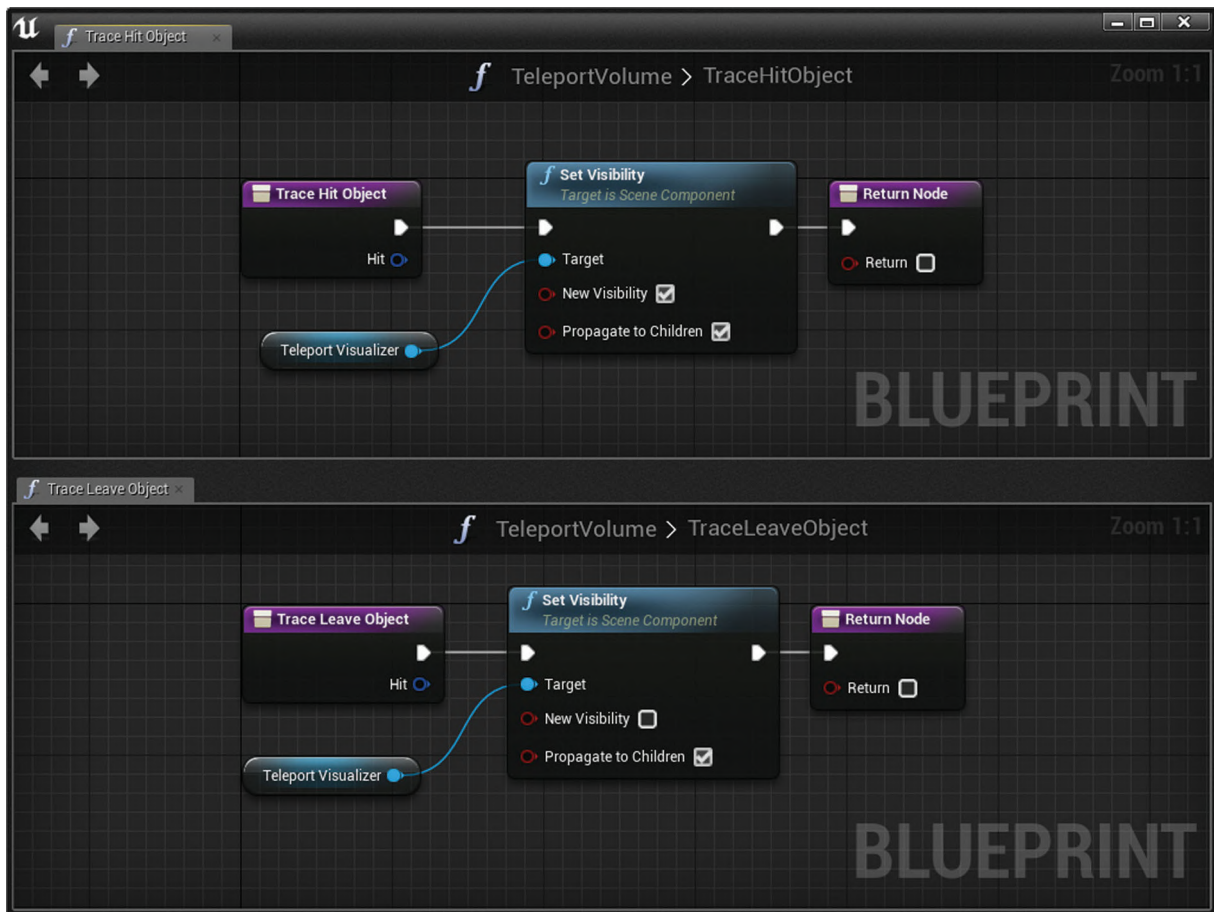 Trace Hit Object
TeleportVolume > TraceHitObject
Zoom 1:1
Trace Hit Object
Hit
Teleport Visualizer
Set Visibility
Target is Scene Component
Target
New Visibility
Propagate to Children
Return Node
Return
BLUEPRINT
Trace Leave Object
TeleportVolume > TraceLeaveObject
Zoom 1:1
Trace Leave Object
Hit
Teleport Visualizer
Set Visibility
Target is Scene Component
Target
New Visibility
Propagate to Children
Return Node
Return
BLUEPRINT